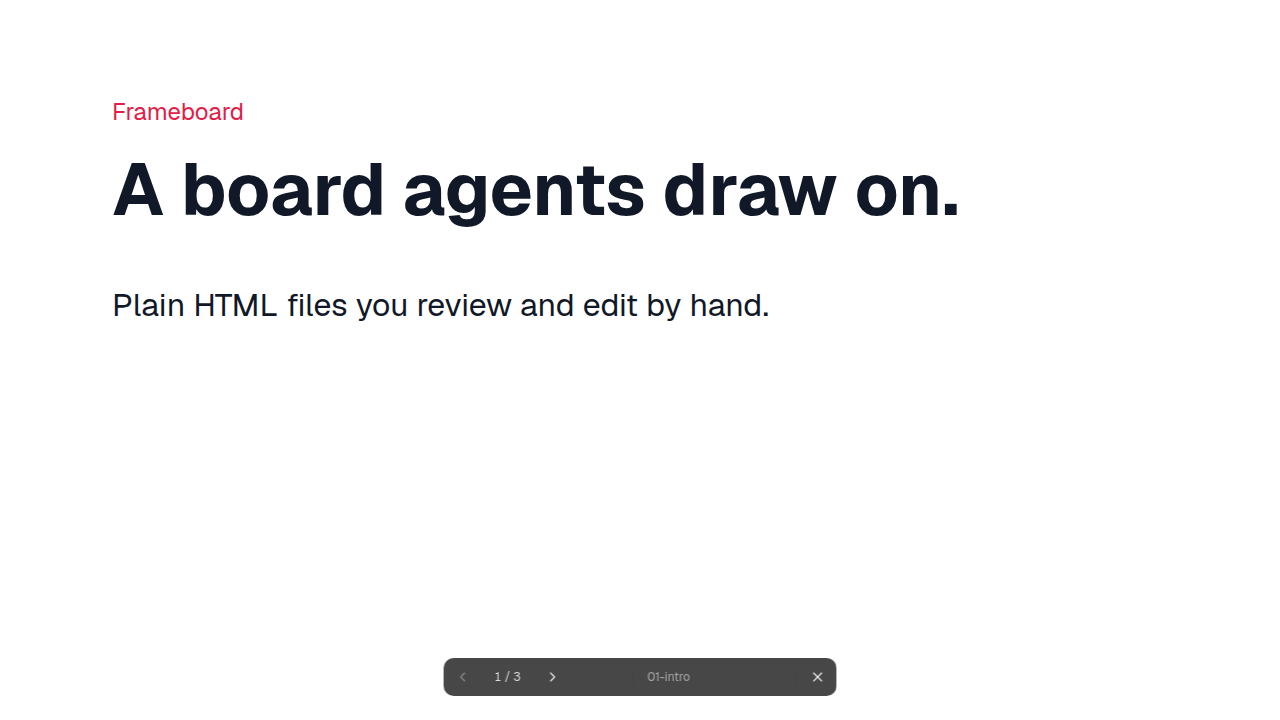 Frameboard
A board agents draw on.
Plain HTML files you review and edit by hand.
1 / 3
01-intro